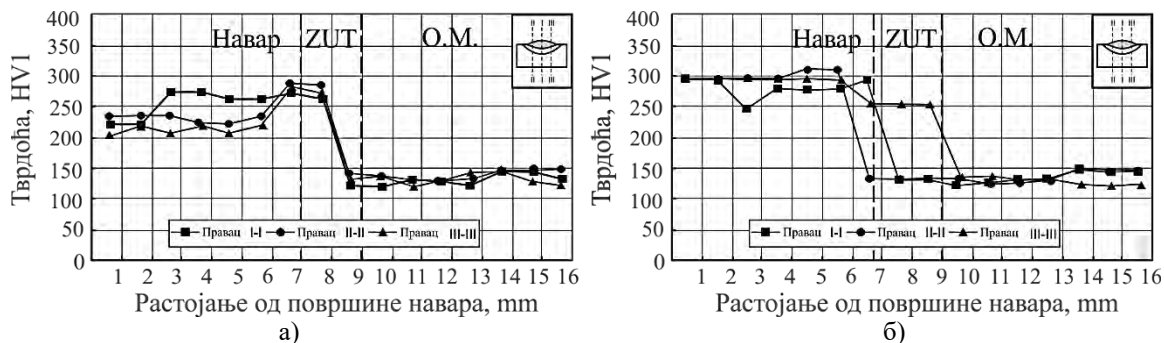 400
350
300
250
200
150
100
50
0
Тврдоћа, HV1
Навар
ZUT
О.М.
II I III
II I III
Правац I-I
Правац II-II
Правац III-III
1 2 3 4 5 6 7 8 9 10 11 12 13 14 15 16
Растојање од површине навара, mm
а)
400
350
300
250
200
150
100
50
0
Тврдоћа, HV1
Навар
ZUT
О.М.
II I III
II I III
Правац I-I
Правац II-II
Правац III-III
1 2 3 4 5 6 7 8 9 10 11 12 13 14 15 16
Растојање од површине навара, mm
б)